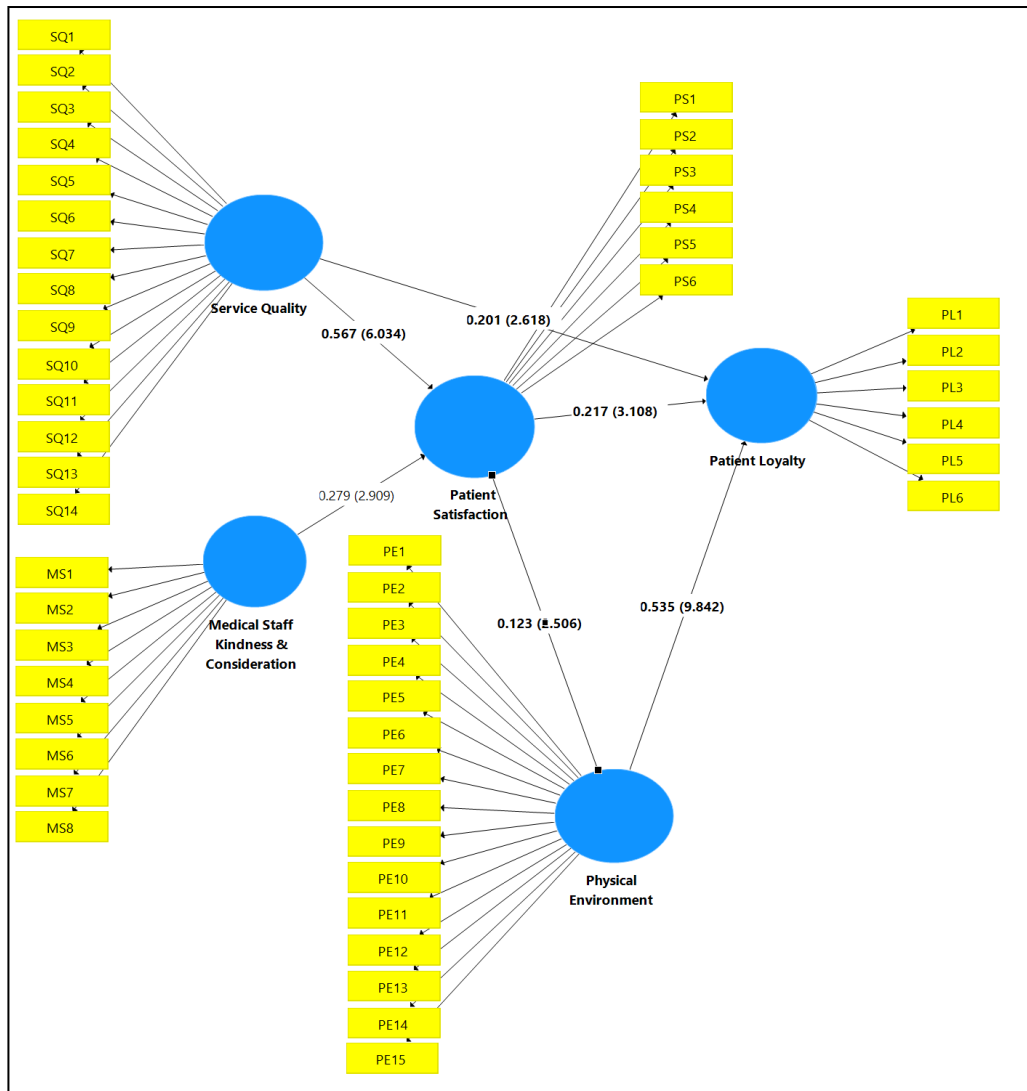 SQ1
SQ2
SQ3
SQ4
SQ5
SQ6
SQ7
SQ8
SQ9
SQ10
SQ11
SQ12
SQ13
SQ14
Service Quality
0.567 (6.034)
0.201 (2.618)
PS1
PS2
PS3
PS4
PS5
PS6
PL1
PL2
PL3
PL4
PL5
PL6
0.217 (3.108)
Patient Loyalty
Patient
Satisfaction
0.279 (2.909)
MS1
MS2
MS3
MS4
MS5
MS6
MS7
MS8
Medical Staff
Kindness &
Consideration
PE1
PE2
PE3
PE4
PE5
PE6
PE7
PE8
PE9
PE10
PE11
PE12
PE13
PE14
PE15
0.123 (2.506)
0.535 (9.842)
Physical
Environment